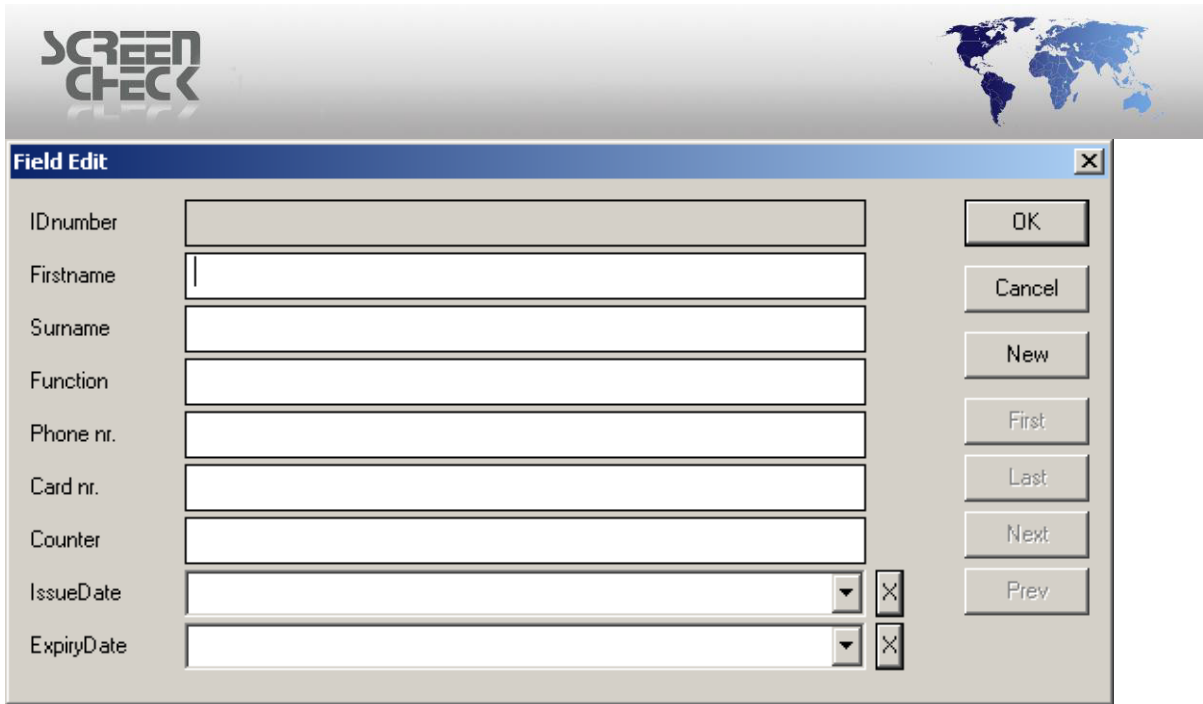 SCREEN
CHECK
Field Edit
IDnumber
OK
Firstname
Cancel
Surname
New
Function
First
Phone nr.
Last
Card nr.
Next
Counter
Prev
IssueDate
X
ExpiryDate
X